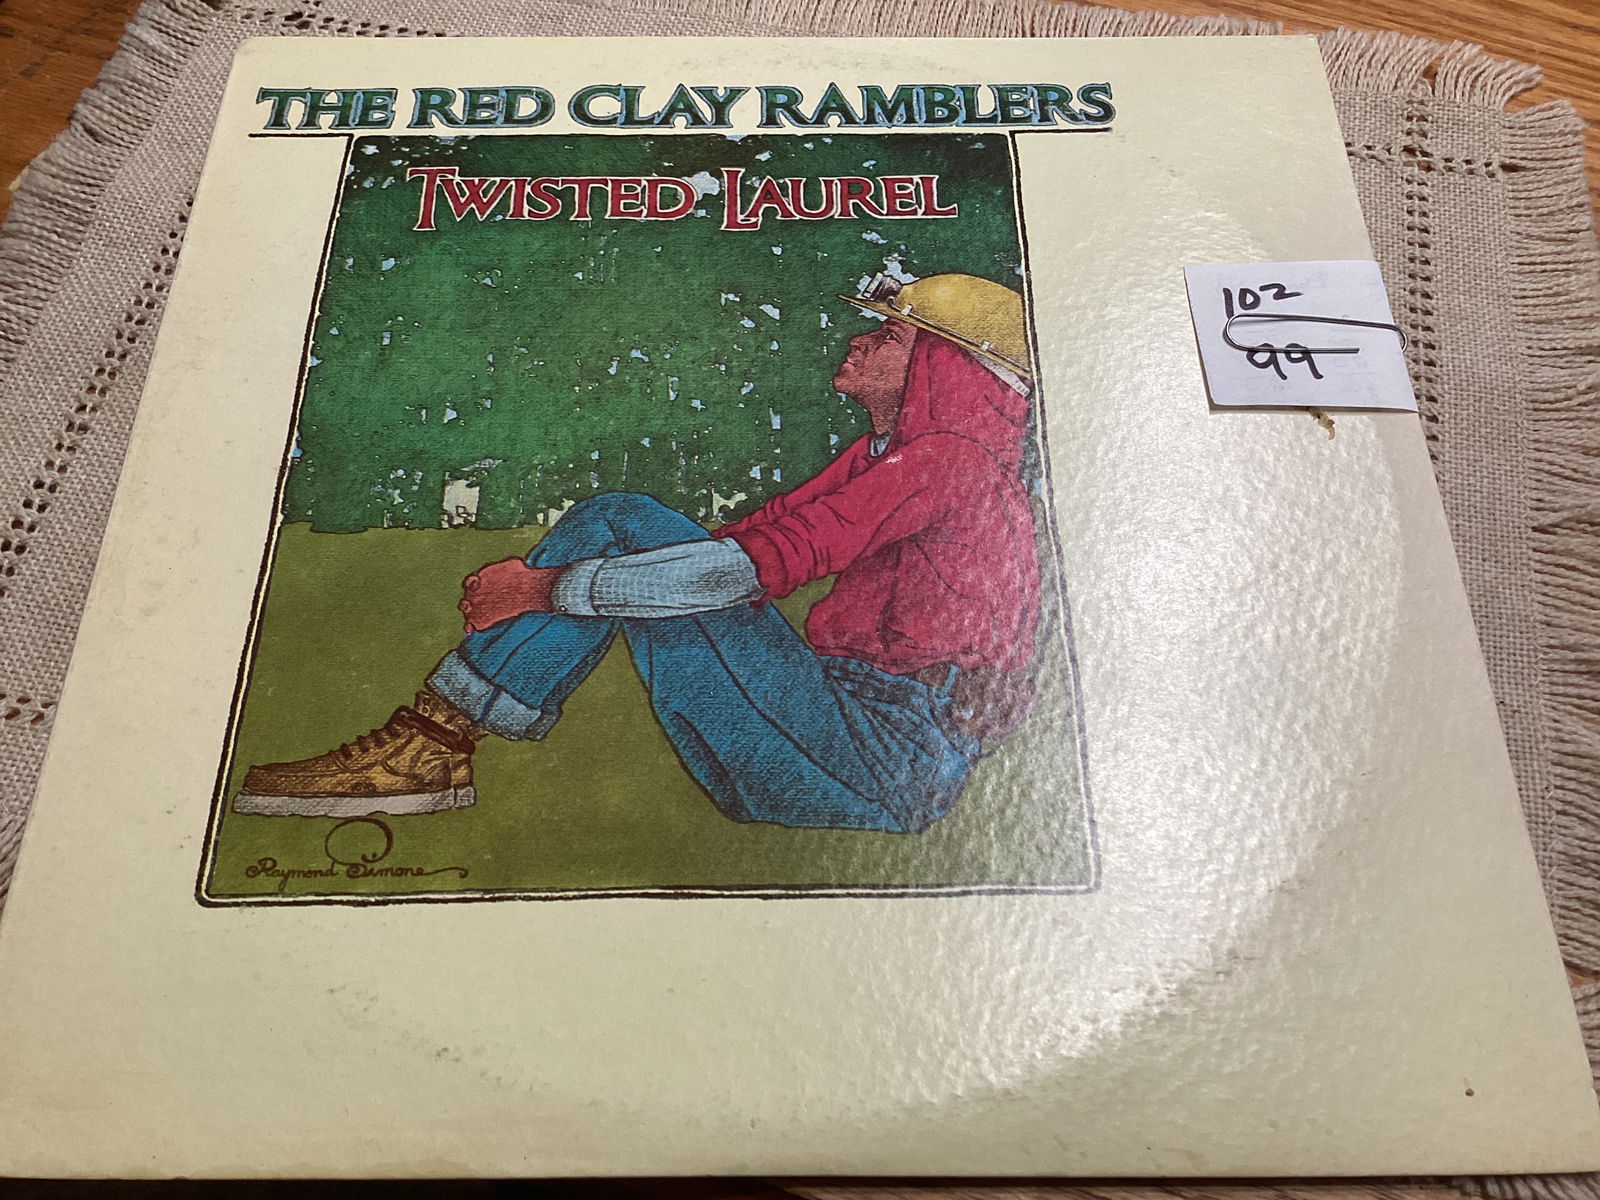 THE RED CLAY RAMBLERS
TWISTED LAUREL
102
99
Raymond Simone